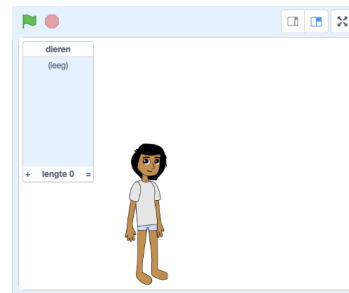 dieren
(leeg)
+ lengte 0 =